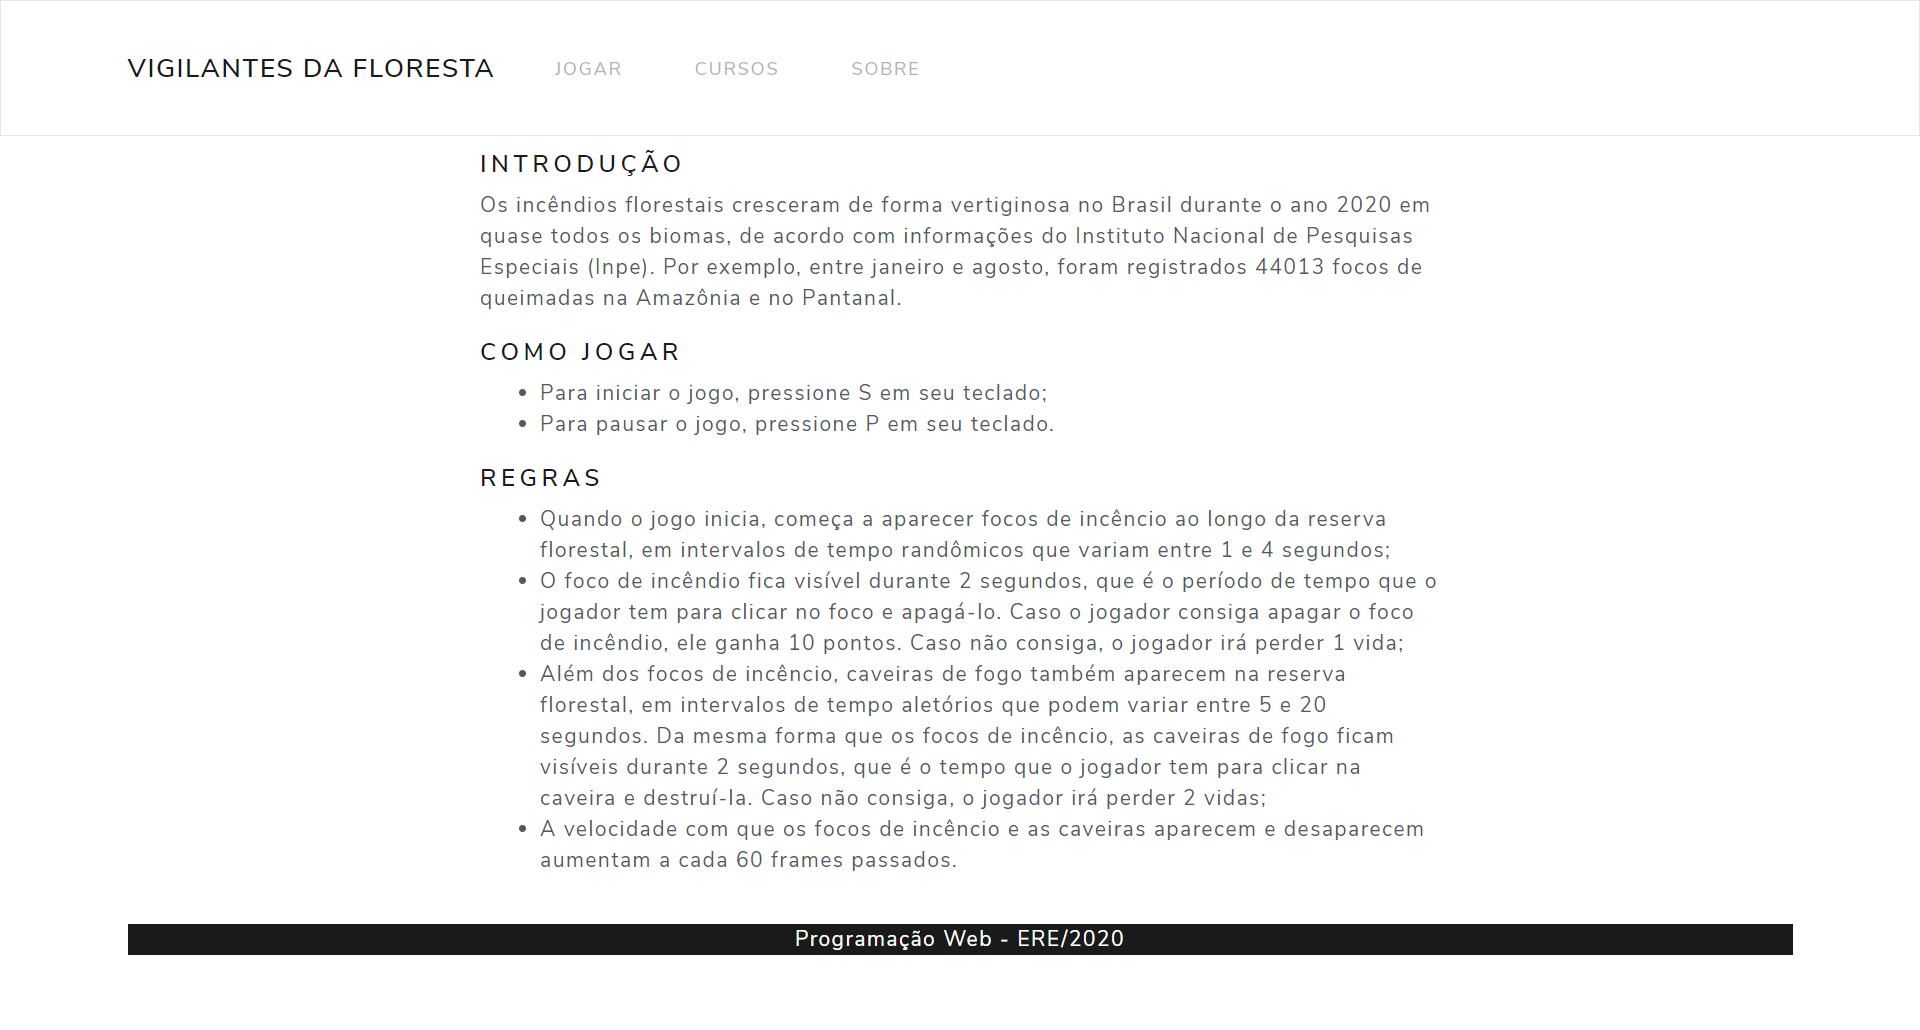 VIGILANTES DA FLORESTA JOGAR CURSOS SOBRE
INTRODUÇÃO
Os incêndios florestais cresceram de forma vertiginosa no Brasil durante o ano 2020 em
quase todos os biomas, de acordo com informações do Instituto Nacional de Pesquisas
Especiais (Inpe). Por exemplo, entre janeiro e agosto, foram registrados 44013 focos de
queimadas na Amazônia e no Pantanal.
COMO JOGAR
• Para iniciar o jogo, pressione S em seu teclado;
• Para pausar o jogo, pressione P em seu teclado.
REGRAS
• Quando o jogo inicia, começa a aparecer focos de incêncio ao longo da reserva
florestal, em intervalos de tempo randômicos que variam entre 1 e 4 segundos;
• O foco de incêndio fica visível durante 2 segundos, que é o período de tempo que o
jogador tem para clicar no foco e apagá-lo. Caso o jogador consiga apagar o foco
de incêndio, ele ganha 10 pontos. Caso não consiga, o jogador irá perder 1 vida;
• Além dos focos de incêncio, caveiras de fogo também aparecem na reserva
florestal, em intervalos de tempo aletórios que podem variar entre 5 e 20
segundos. Da mesma forma que os focos de incêncio, as caveiras de fogo ficam
visíveis durante 2 segundos, que é o tempo que o jogador tem para clicar na
caveira e destruí-la. Caso não consiga, o jogador irá perder 2 vidas;
• A velocidade com que os focos de incêncio e as caveiras aparecem e desaparecem
aumentam a cada 60 frames passados.
Programação Web - ERE/2020